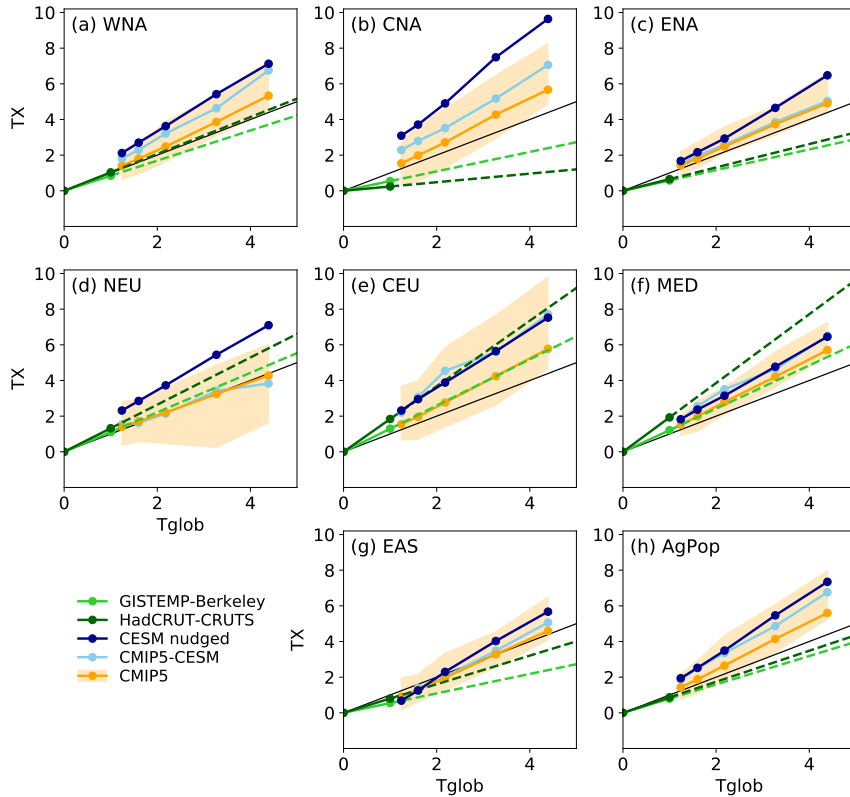 (a) WNA
(b) CNA
(c) ENA
10
8
6
4
2
0
TX
0 2 4
10
8
6
4
2
0
0 2 4
10
8
6
4
2
0
0 2 4
(d) NEU
(e) CEU
(f) MED
10
8
6
4
2
0
TX
0 2 4
Tglob
10
8
6
4
2
0
0 2 4
10
8
6
4
2
0
0 2 4
(g) EAS
(h) AgPop
10
8
6
4
2
0
TX
0 2 4
Tglob
10
8
6
4
2
0
0 2 4
Tglob
GISTEMP-Berkeley
HadCRUT-CRUTS
CESM nudged
CMIP5-CESM
CMIP5